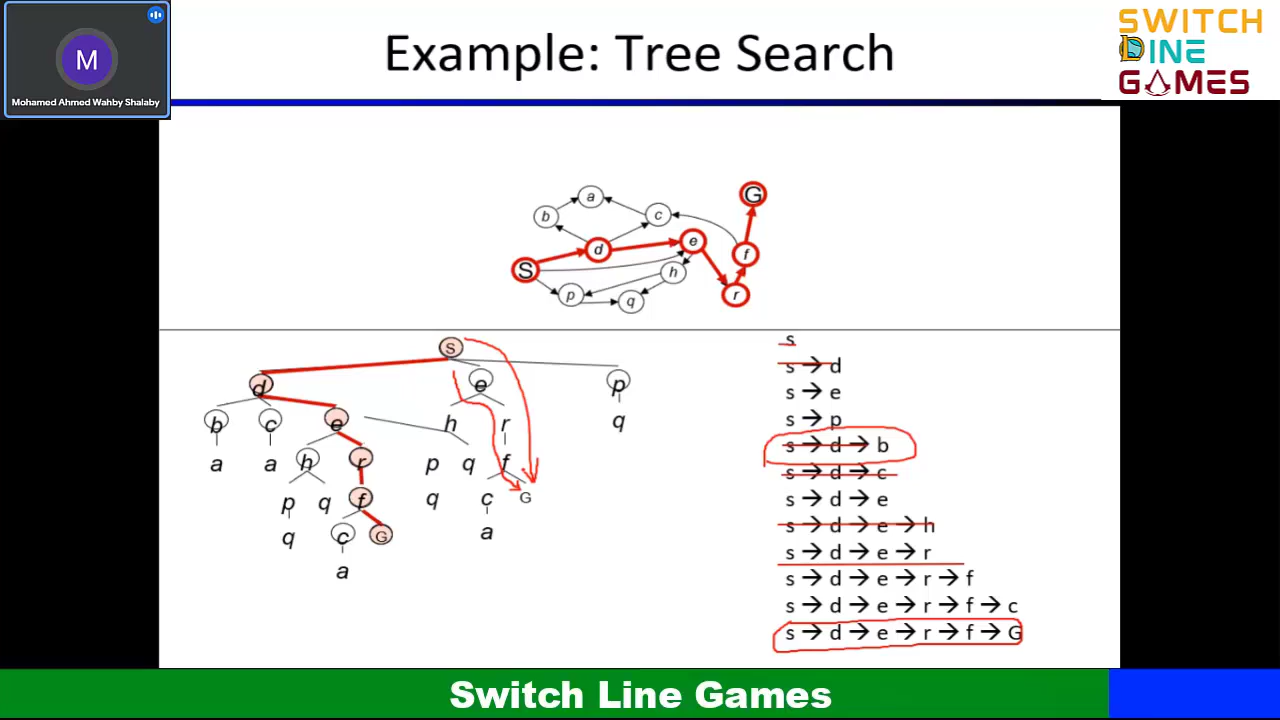 M
Mohamed Ahmed Wahby Shalaby
Example: Tree Search
SWITCH
LINE
GAMES
G
a
b
c
d
e
f
S
h
r
p
q
S
d e p
b c e h r q
a a h r p q f
p q f q c G
q c G a
a
s
s → d
s → e
s → p
s → d → b
s → d → c
s → d → e
s → d → e → h
s → d → e → r
s → d → e → r → f
s → d → e → r → f → c
s → d → e → r → f → G
Switch Line Games